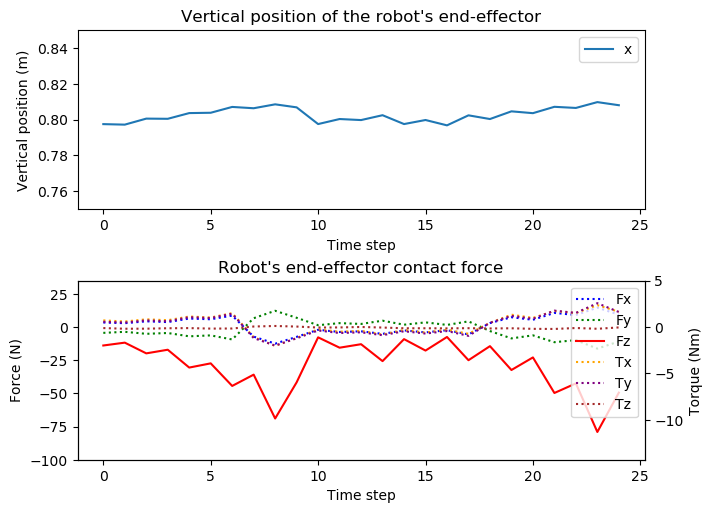 Vertical position of the robot's end-effector
Vertical position (m)
0.84
0.82
0.80
0.78
0.76
x
0 5 10 15 20 25
Time step
Robot's end-effector contact force
Force (N)
25
0
−25
−50
−75
−100
Fx
Fy
Fz
Tx
Ty
Tz
5
0
−5
−10
Torque (Nm)
0 5 10 15 20 25
Time step